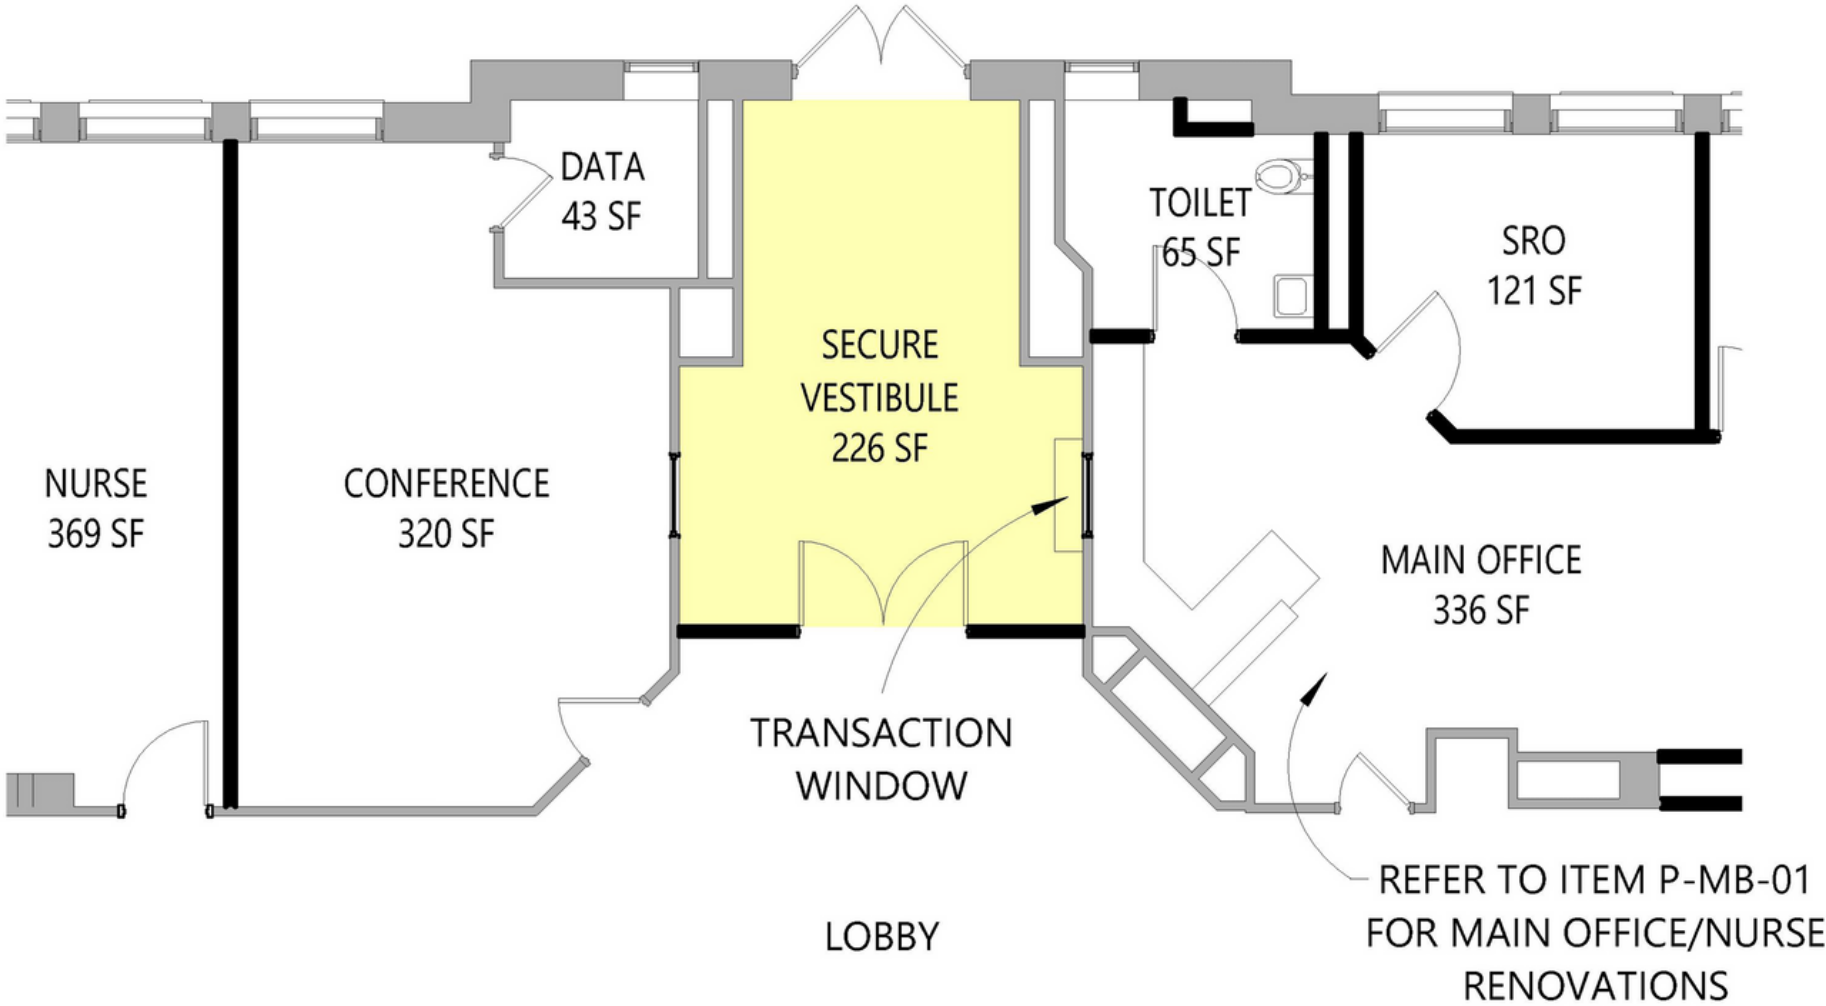 DATA
43 SF
TOILET
65 SF
SRO
121 SF
SECURE
VESTIBULE
226 SF
NURSE
369 SF
CONFERENCE
320 SF
MAIN OFFICE
336 SF
TRANSACTION
WINDOW
LOBBY
REFER TO ITEM P-MB-01
FOR MAIN OFFICE/NURSE
RENOVATIONS